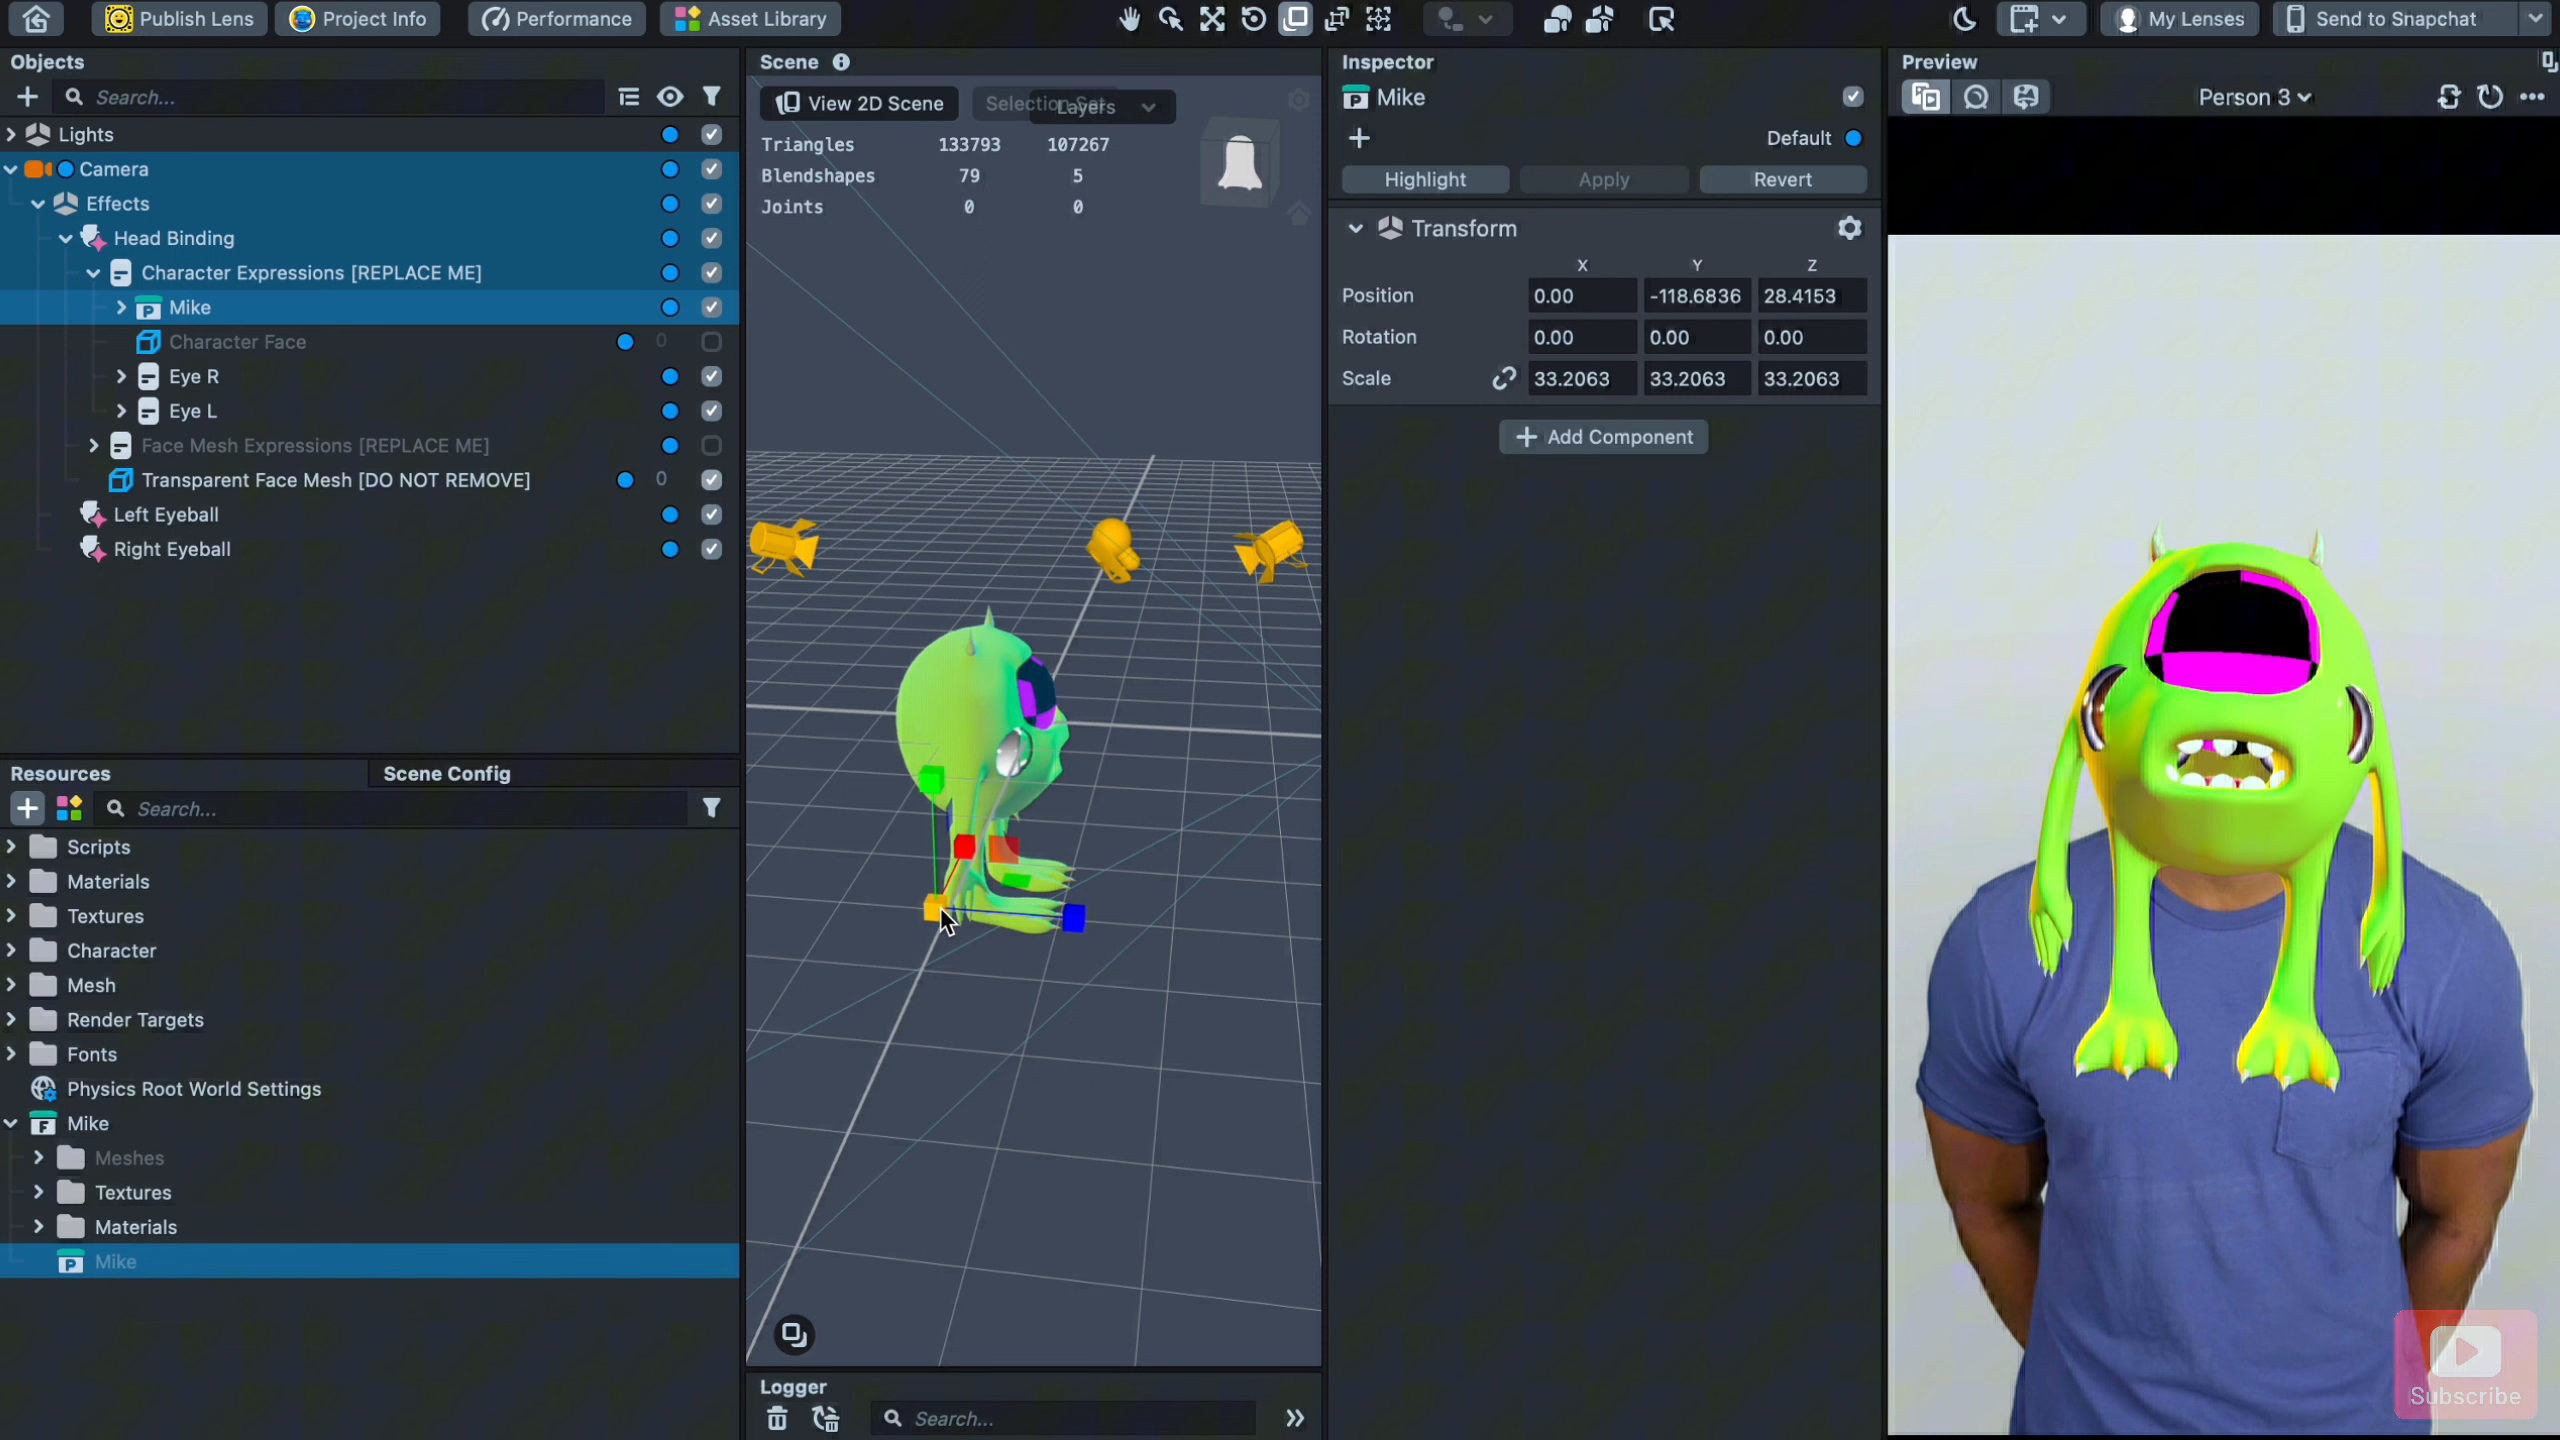 Publish Lens
Project Info
Performance
Asset Library
My Lenses
Send to Snapchat
Objects
Search...
Lights
Camera
Effects
Head Binding
Character Expressions [REPLACE ME]
Mike
Character Face 0
Eye R
Eye L
Face Mesh Expressions [REPLACE ME]
Transparent Face Mesh [DO NOT REMOVE] 0
Left Eyeball
Right Eyeball
Resources
Scene Config
Search...
Scripts
Materials
Textures
Character
Mesh
Render Targets
Fonts
Physics Root World Settings
F Mike
Meshes
Textures
Materials
P Mike
Scene
View 2D Scene
Selection Set
Layers
Triangles 133793 107267
Blendshapes 79 5
Joints 0 0
Logger
Search...
Inspector
P Mike
Default
Highlight
Apply
Revert
Transform
X Y Z
Position 0.00 -118.6836 28.4153
Rotation 0.00 0.00 0.00
Scale 33.2063 33.2063 33.2063
Add Component
Preview
Person 3
Subscribe